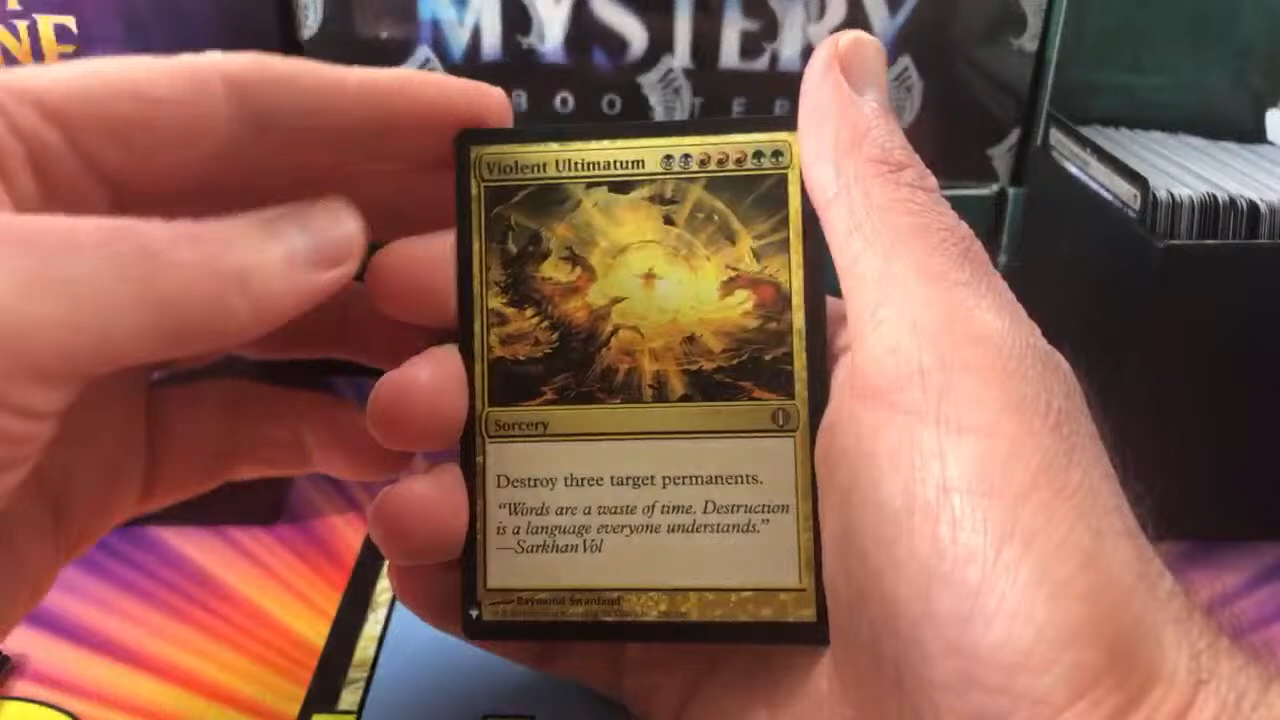 NE
MYSTERY
BOOSTER
Violent Ultimatum
Sorcery
Destroy three target permanents.
“Words are a waste of time. Destruction
is a language everyone understands.”
—Sarkhan Vol
Raymond Swanland